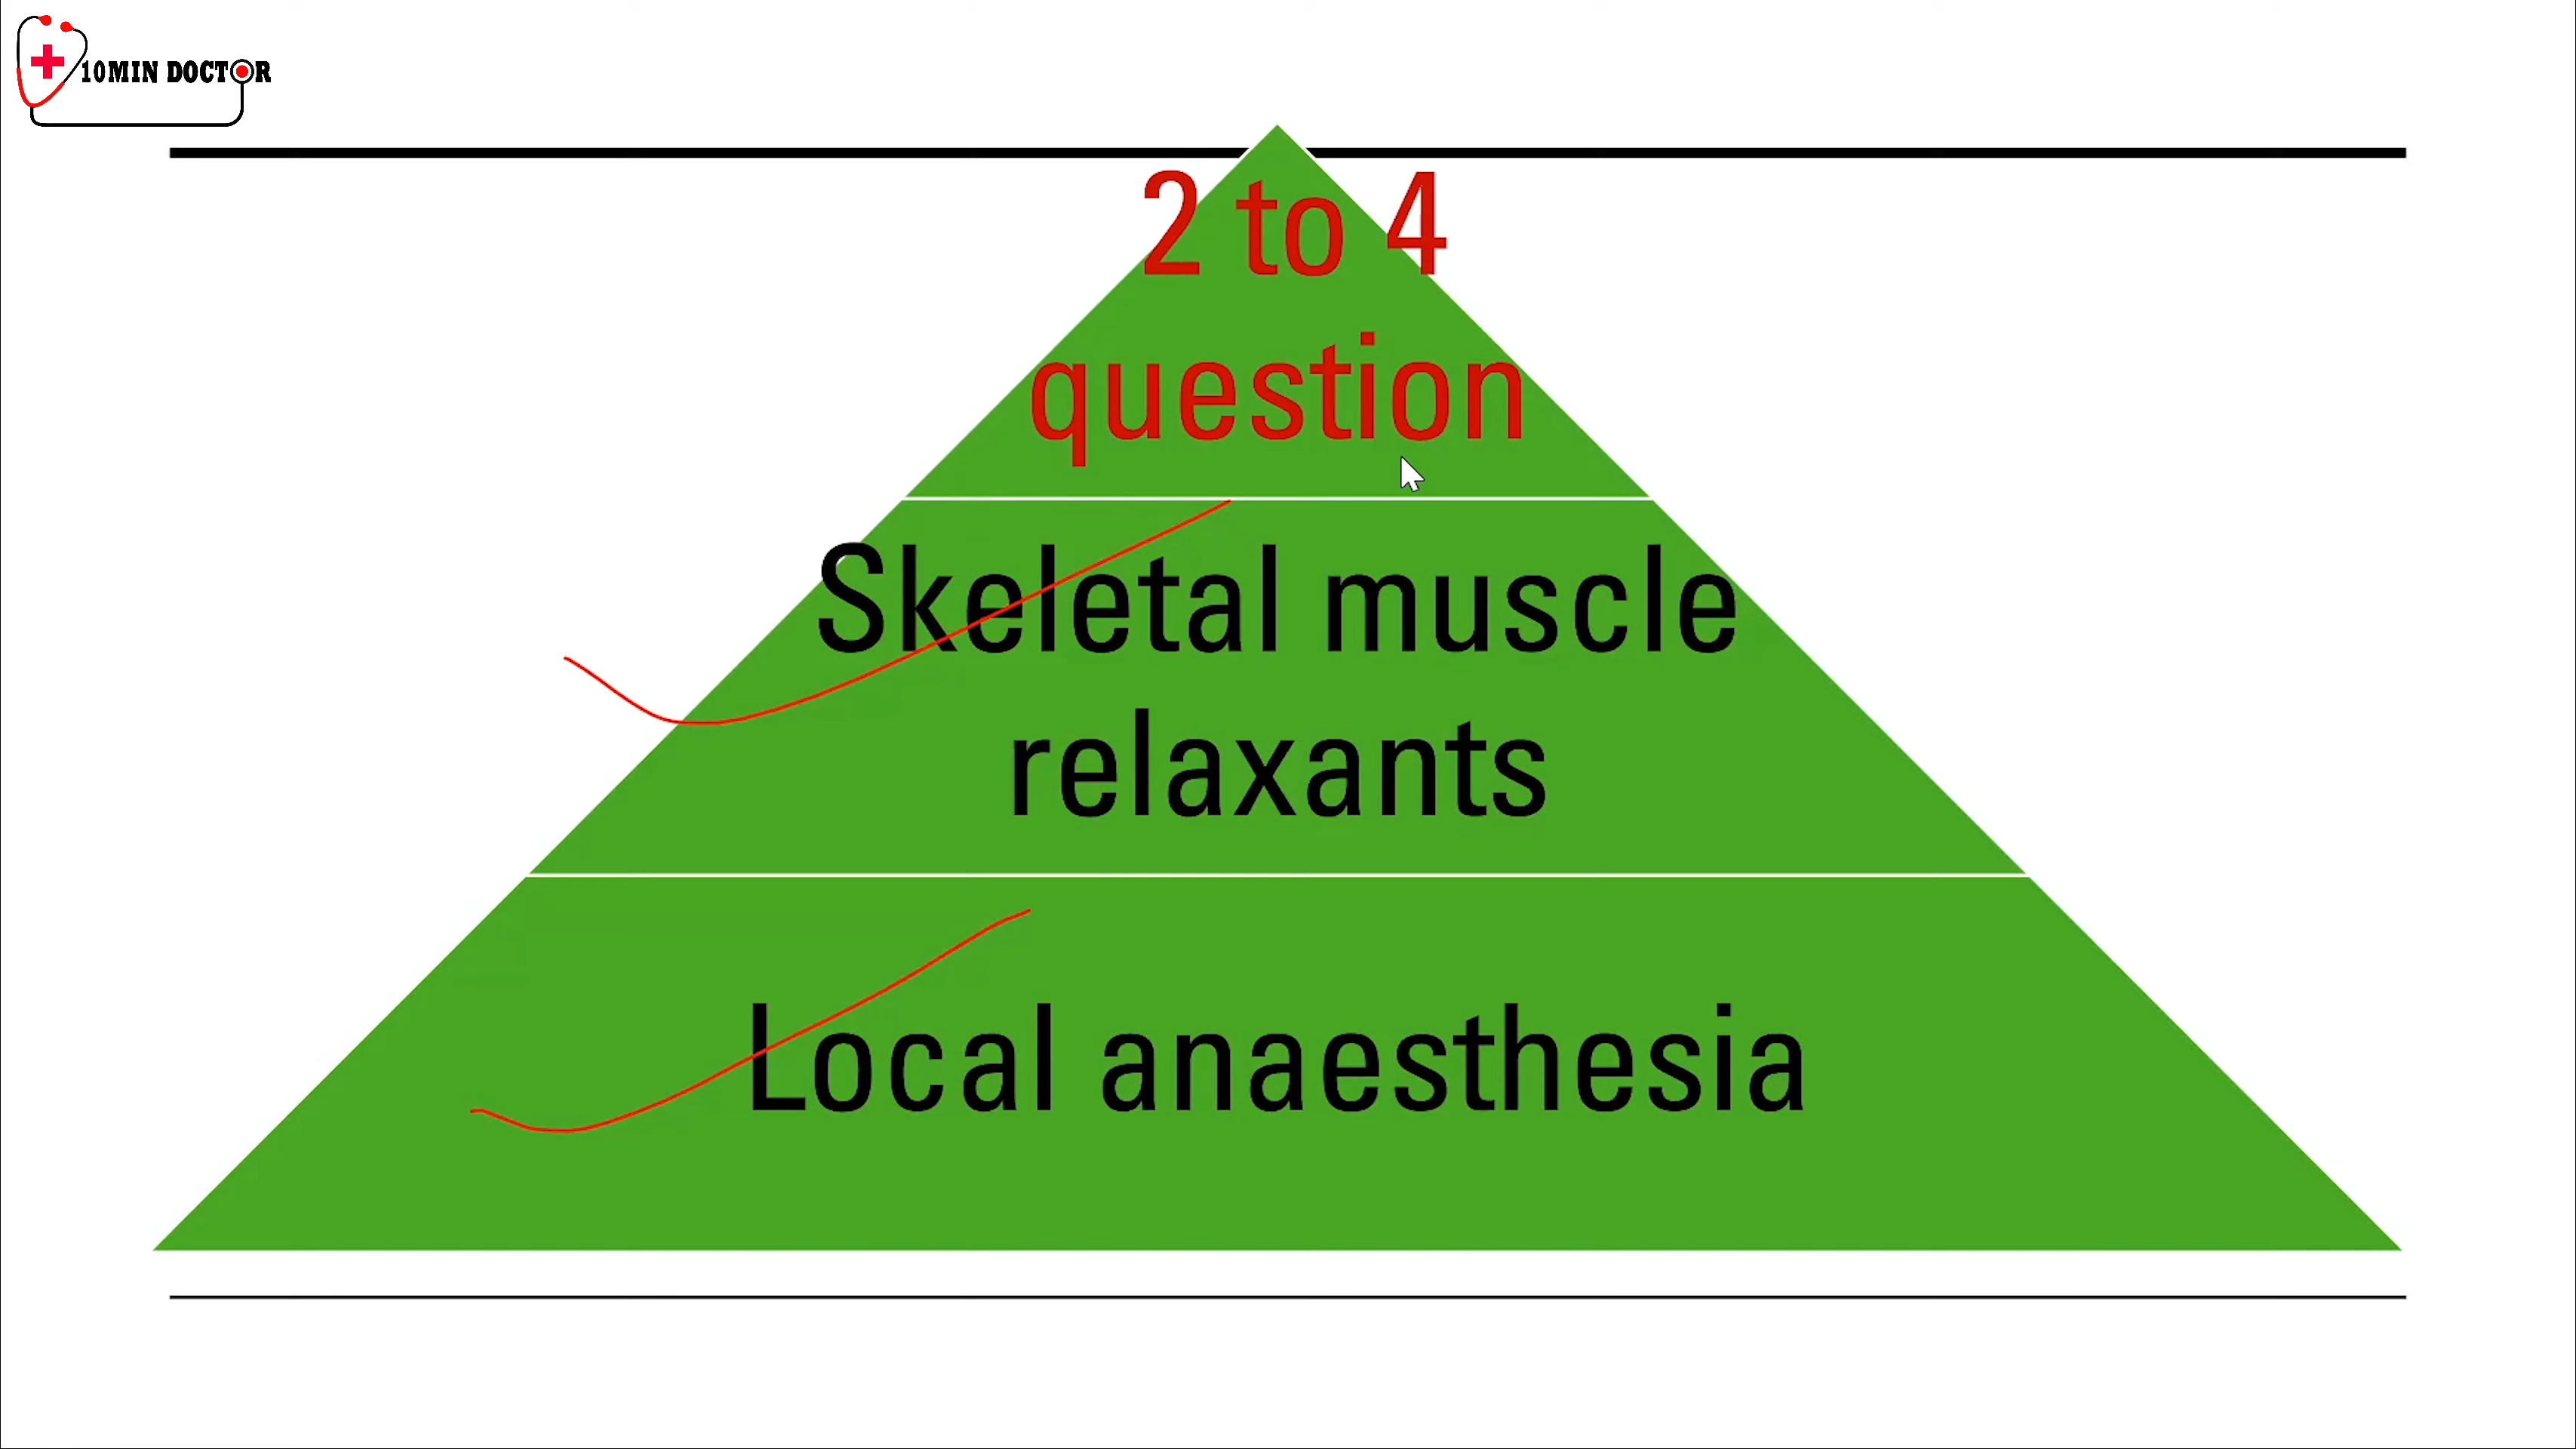 10MIN DOCTOR
2 to 4
question
Skeletal muscle
relaxants
Local anaesthesia